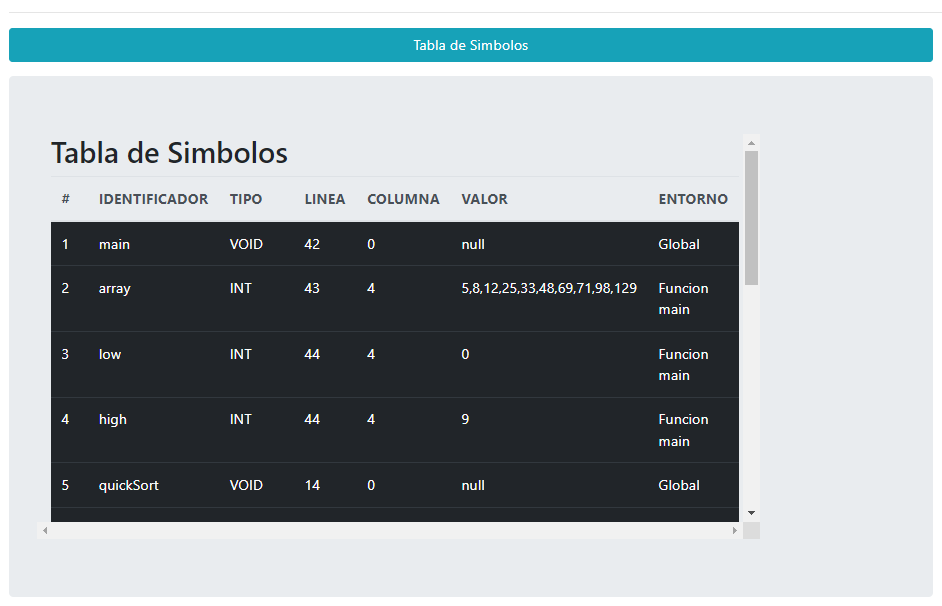 Tabla de Simbolos
Tabla de Simbolos
# IDENTIFICADOR TIPO LINEA COLUMNA VALOR ENTORNO
1 main VOID 42 0 null Global
2 array INT 43 4 5,8,12,25,33,48,69,71,98,129 Funcion
main
3 low INT 44 4 0 Funcion
main
4 high INT 44 4 9 Funcion
main
5 quickSort VOID 14 0 null Global